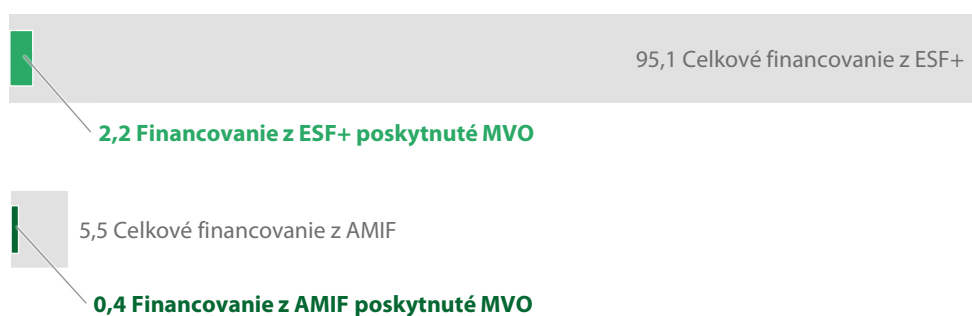 95,1 Celkové financovanie z ESF+
2,2 Financovanie z ESF+ poskytnuté MVO
5,5 Celkové financovanie z AMIF
0,4 Financovanie z AMIF poskytnuté MVO